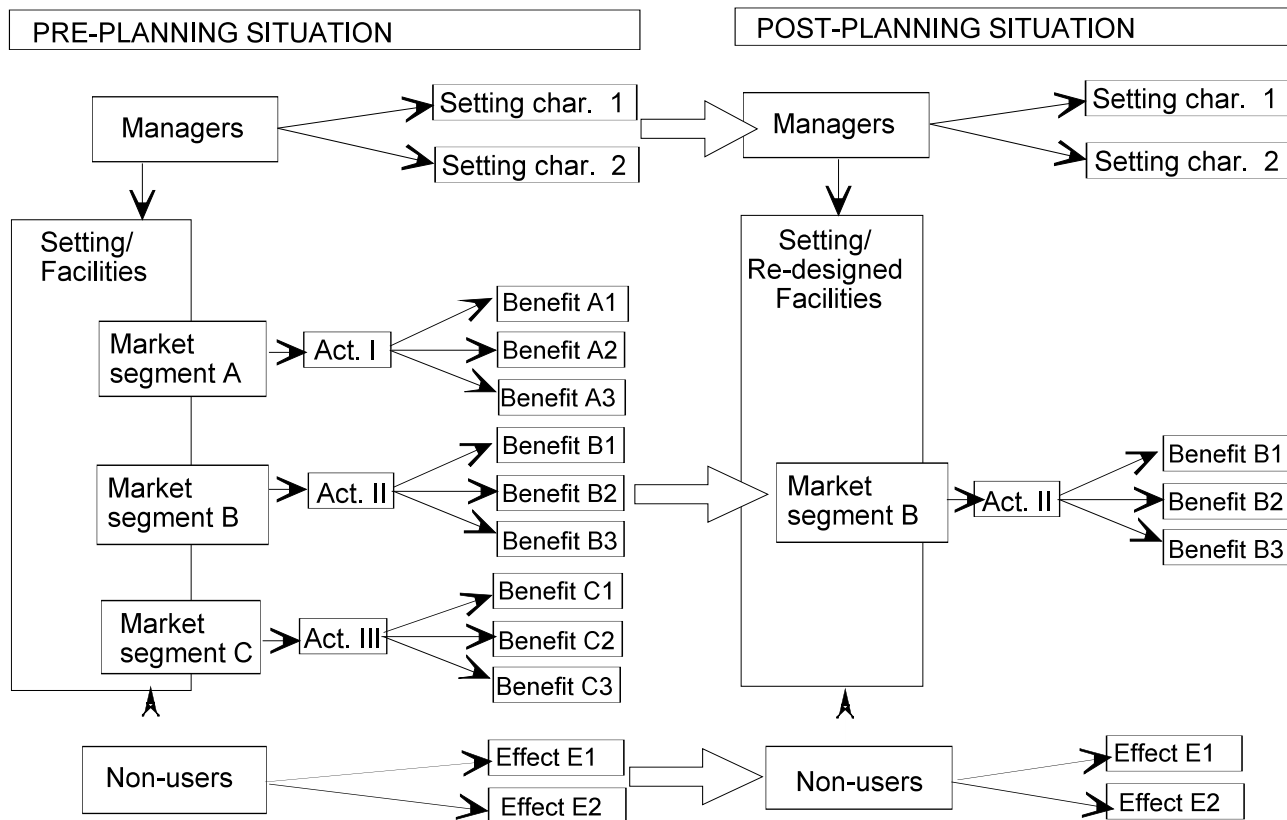 PRE-PLANNING SITUATION
POST-PLANNING SITUATION
Managers
Setting char. 1
Setting char. 2
Managers
Setting char. 1
Setting char. 2
Setting/
Facilities
Market
segment A
Act. I
Benefit A1
Benefit A2
Benefit A3
Market
segment B
Act. II
Benefit B1
Benefit B2
Benefit B3
Market
segment C
Act. III
Benefit C1
Benefit C2
Benefit C3
Setting/
Re-designed
Facilities
Market
segment B
Act. II
Benefit B1
Benefit B2
Benefit B3
Non-users
Effect E1
Effect E2
Non-users
Effect E1
Effect E2